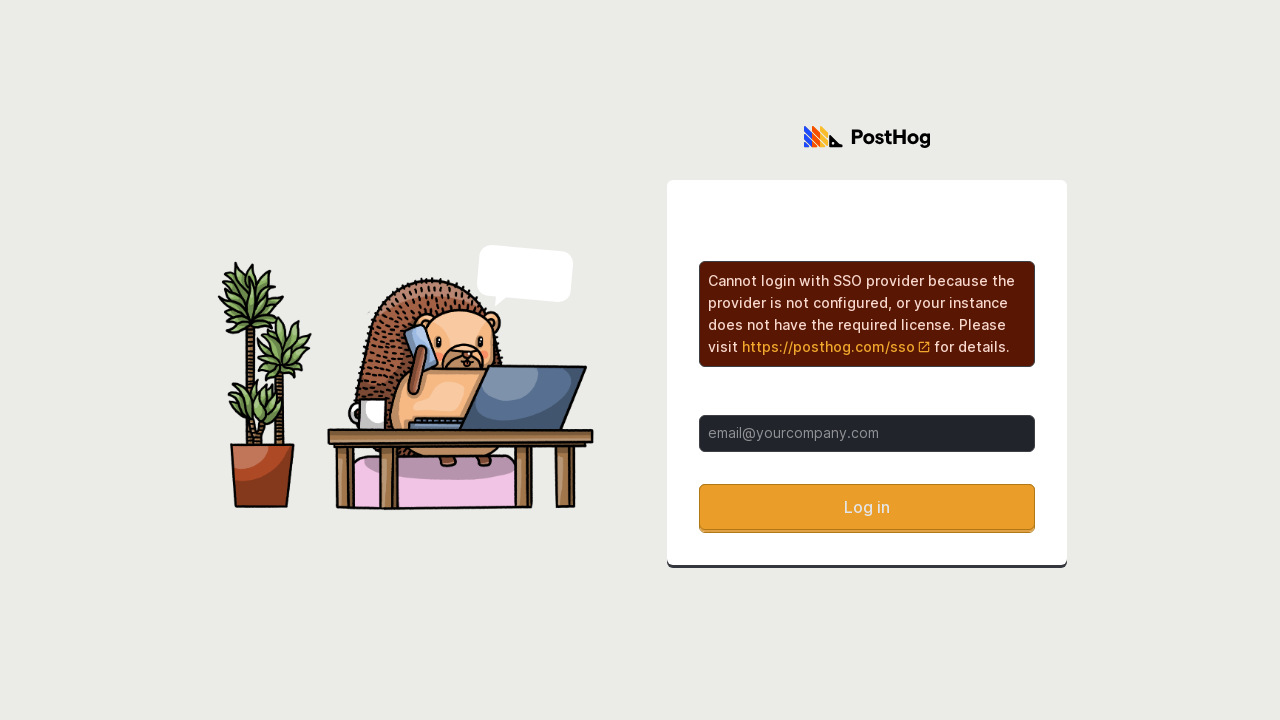 PostHog
Cannot login with SSO provider because the
provider is not configured, or your instance
does not have the required license. Please
visit https://posthog.com/sso for details.
email@yourcompany.com
Log in